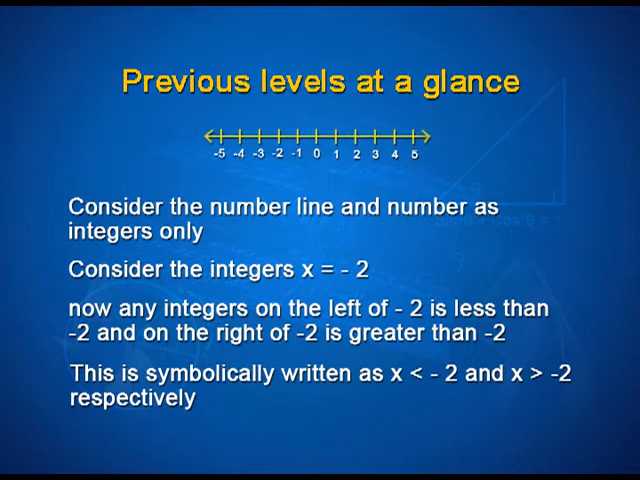 Previous levels at a glance
-5 -4 -3 -2 -1 0 1 2 3 4 5
Consider the number line and number as
integers only
Consider the integers x = - 2
now any integers on the left of - 2 is less than
-2 and on the right of -2 is greater than -2
This is symbolically written as x < - 2 and x > -2
respectively